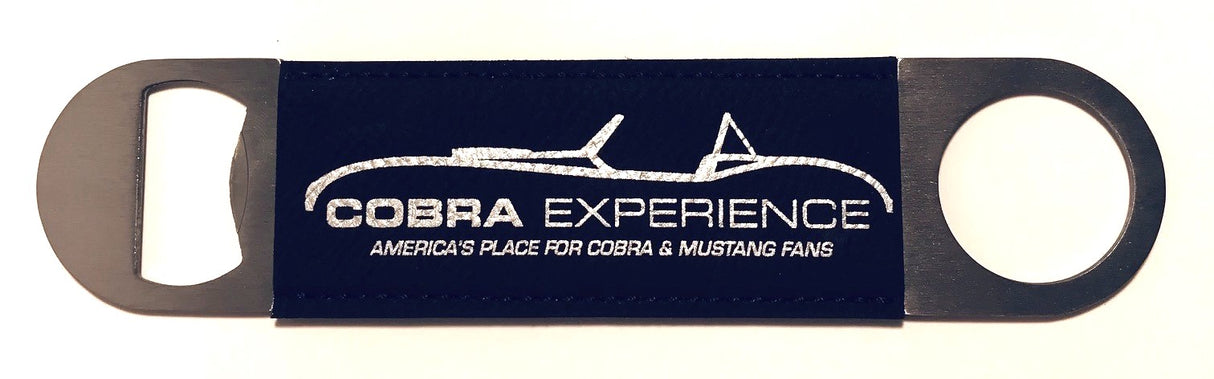 COBRA EXPERIENCE
AMERICA'S PLACE FOR COBRA & MUSTANG FANS